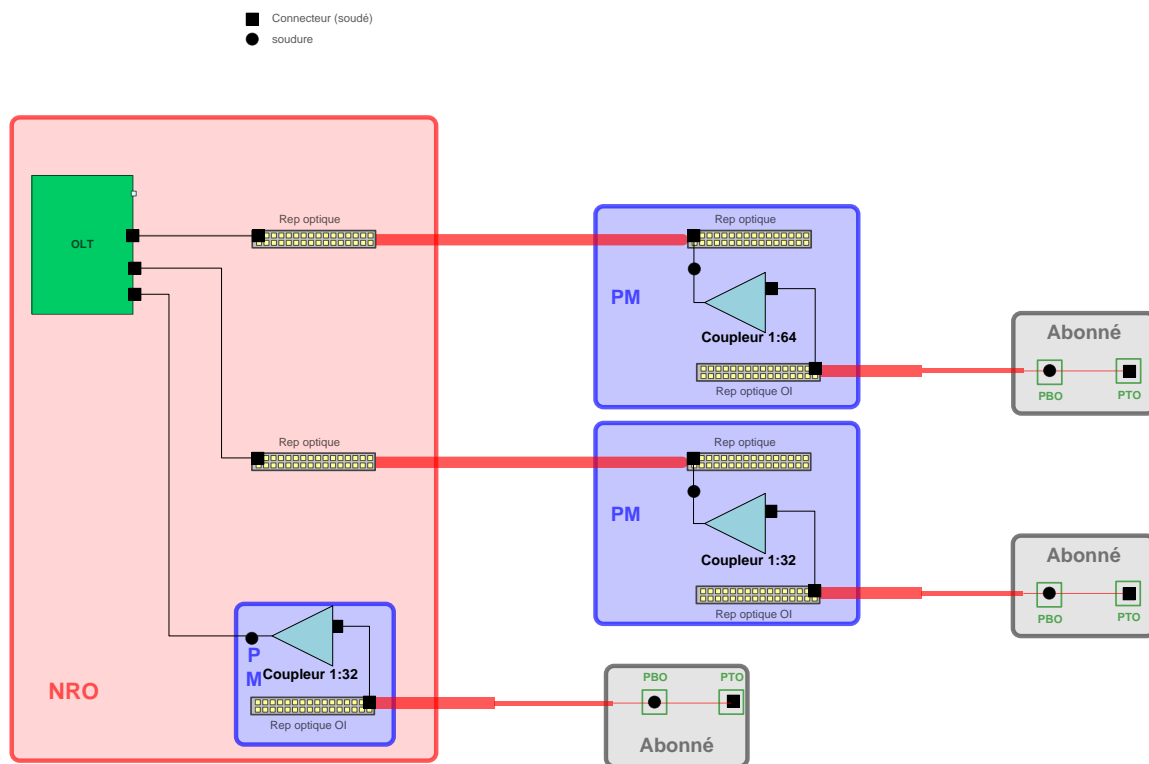 Connecteur (soudé)
soudure
OLT
Rep optique
Rep optique
PM
Coupleur 1:64
Rep optique OI
Abonné
PBO
PTO
Rep optique
Rep optique
PM
Coupleur 1:32
Rep optique OI
Abonné
PBO
PTO
P
M
Coupleur 1:32
Rep optique OI
NRO
PBO
PTO
Abonné